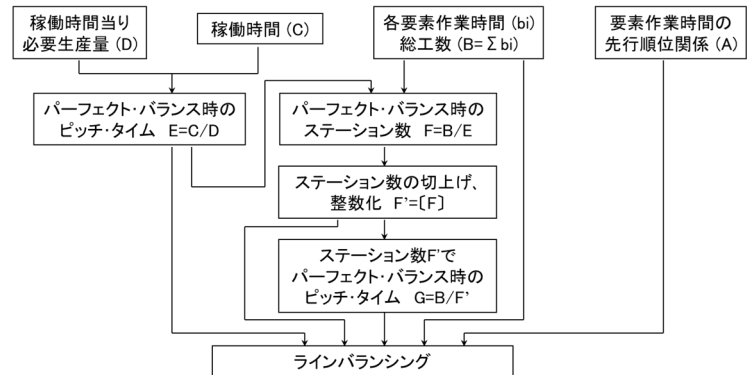 稼働時間当り
必要生産量(D)
稼働時間(C)
各要素作業時間(bi)
総工数(B=Σbi)
要素作業時間の
先行順位関係(A)
パーフェクト・バランス時の
ピッチ・タイム　E=C/D
パーフェクト・バランス時の
ステーション数　F=B/E
ステーション数の切上げ、
整数化　F'=〔F〕
ステーション数F'で
パーフェクト・バランス時の
ピッチ・タイム　G=B/F'
ラインバランシング